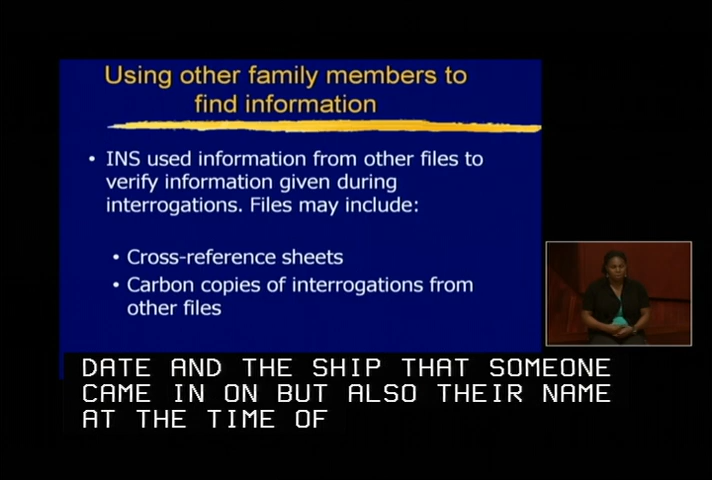 Using other family members to
find information
• INS used information from other files to
verify information given during
interrogations. Files may include:
• Cross-reference sheets
• Carbon copies of interrogations from
other files
DATE AND THE SHIP THAT SOMEONE
CAME IN ON BUT ALSO THEIR NAME
AT THE TIME OF